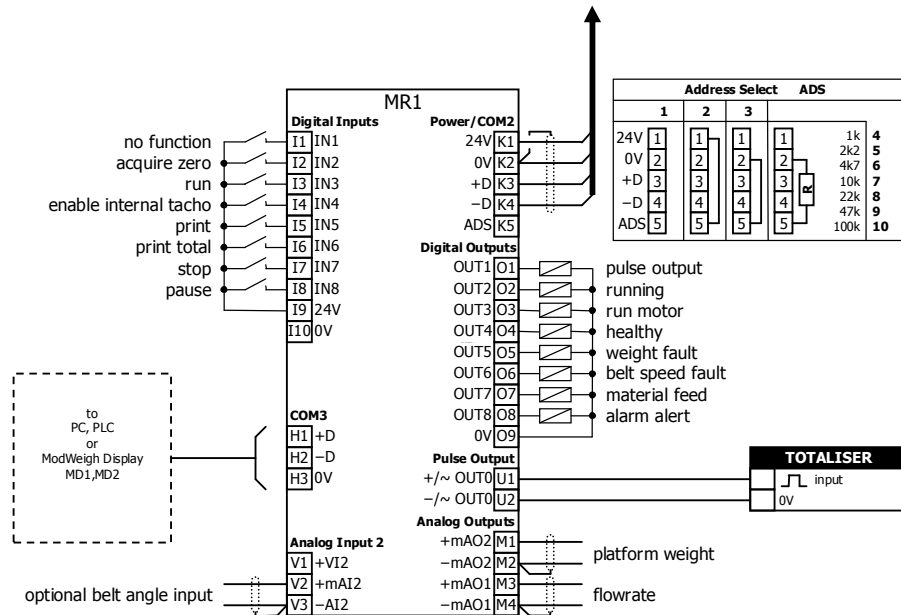 MR1
Digital Inputs
no function I1 IN1
acquire zero I2 IN2
run I3 IN3
enable internal tacho I4 IN4
print I5 IN5
print total I6 IN6
stop I7 IN7
pause I8 IN8
I9 24V
I10 0V
to
PC, PLC
or
ModWeigh Display
MD1,MD2
COM3
H1 +D
H2 −D
H3 0V
Analog Input 2
V1 +VI2
V2 +mAI2
optional belt angle input
V3 −AI2
Power/COM2
24V K1
0V K2
+D K3
−D K4
ADS K5
Digital Outputs
OUT1 O1 pulse output
OUT2 O2 running
OUT3 O3 run motor
OUT4 O4 healthy
OUT5 O5 weight fault
OUT6 O6 belt speed fault
OUT7 O7 material feed
OUT8 O8 alarm alert
0V O9
Pulse Output
+/~ OUT0 U1
−/~ OUT0 U2
Analog Outputs
+mAO2 M1
−mAO2 M2
platform weight
+mAO1 M3
−mAO1 M4
flowrate
Address Select ADS
1 2 3
24V 1 1 1 1 1k 4
0V 2 2 2 2 2k2 5
4k7 6
+D 3 3 3 3 R 10k 7
−D 4 4 4 4 22k 8
47k 9
ADS 5 5 5 5 100k 10
TOTALISER
input
0V